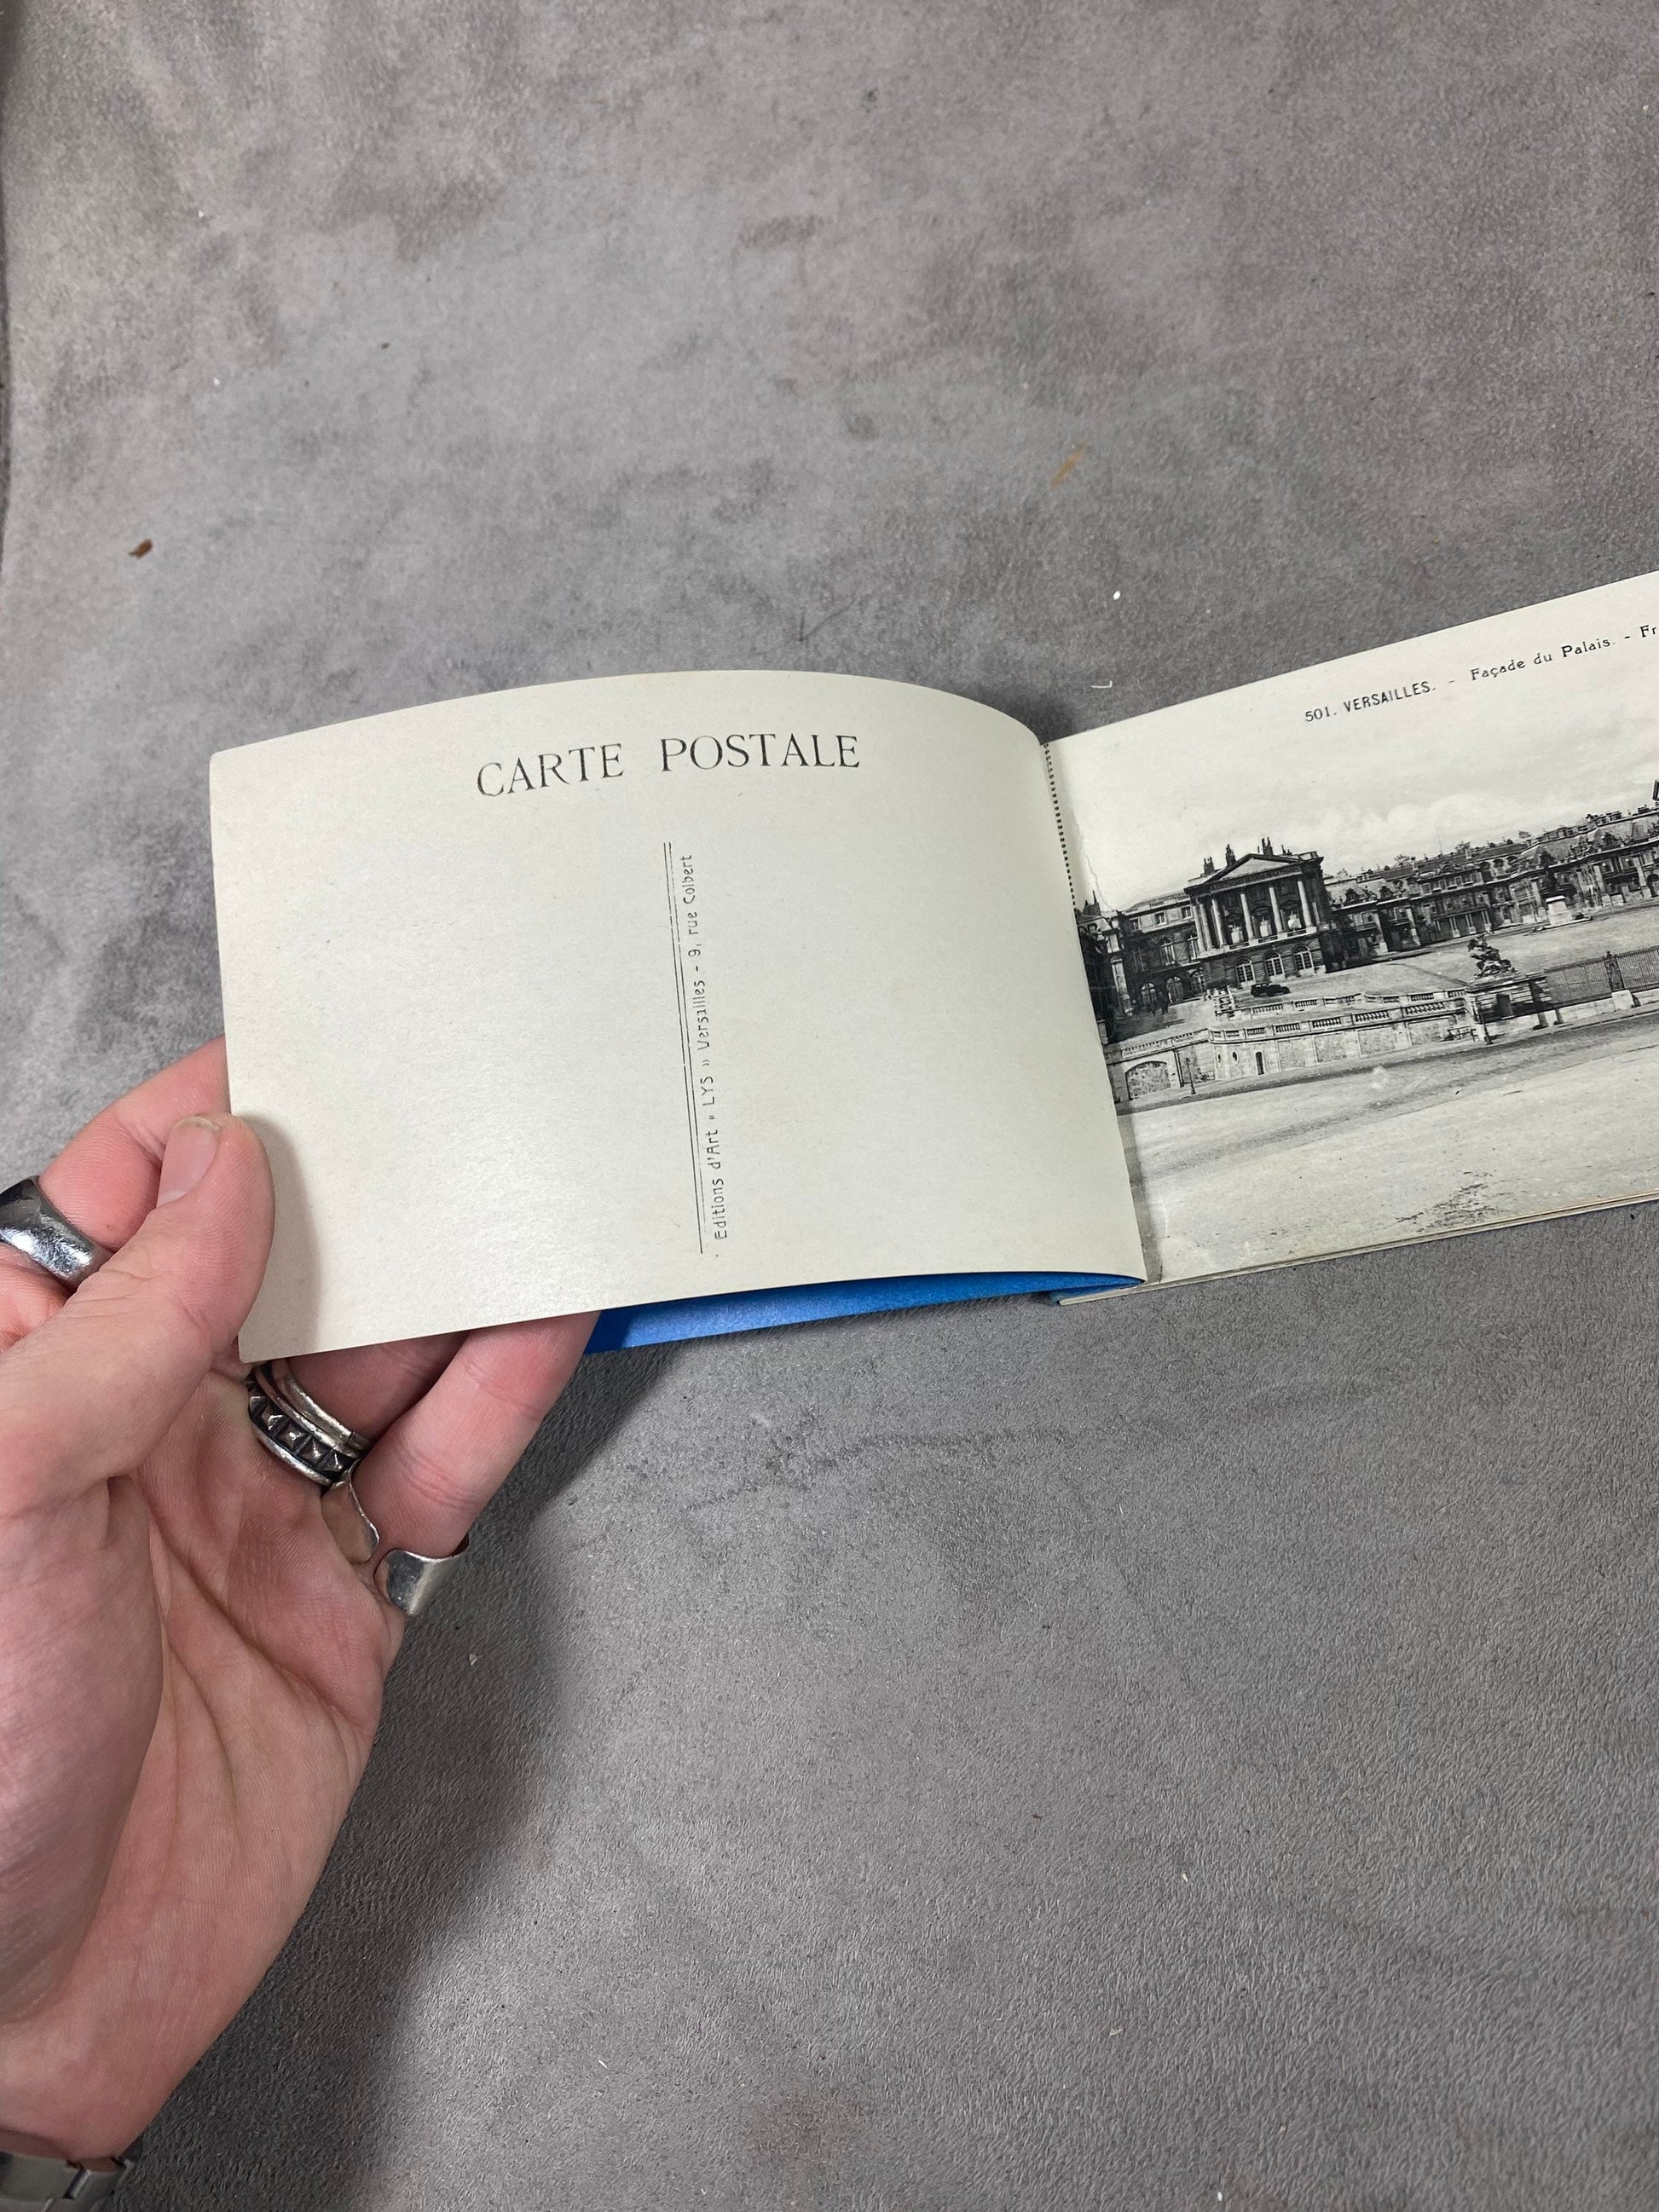 CARTE POSTALE
Editions d'Art " LYS " Versailles - 9, rue Colbert
501. VERSAILLES. - Façade du Palais. -